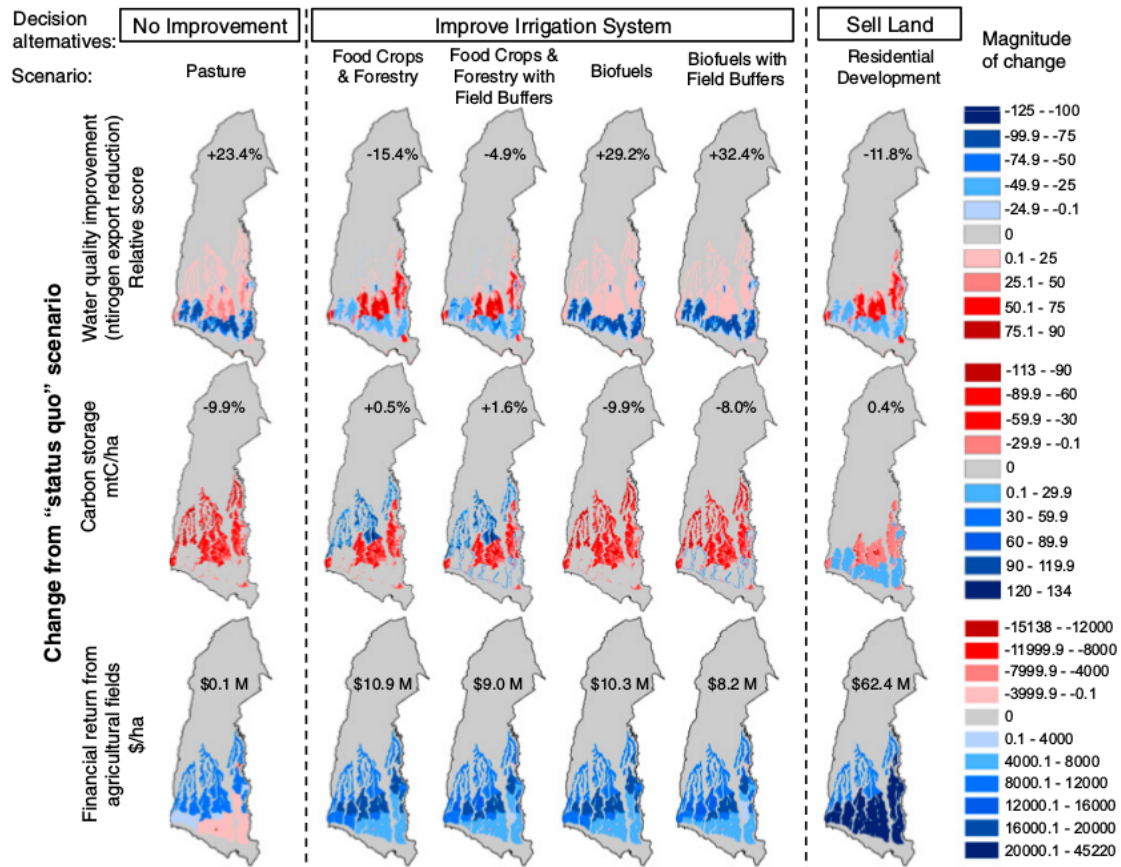 Decision alternatives:
No Improvement
Improve Irrigation System
Sell Land
Scenario:
Pasture
Food Crops
& Forestry
Food Crops &
Forestry with
Field Buffers
Biofuels
Biofuels with
Field Buffers
Residential
Development
Magnitude
of change
Change from “status quo” scenario
Water quality improvement
(ntirogen export reduction)
Relative score
+23.4%
-15.4%
-4.9%
+29.2%
+32.4%
-11.8%
-125 - -100
-99.9 - -75
-74.9 - -50
-49.9 - -25
-24.9 - -0.1
0
0.1 - 25
25.1 - 50
50.1 - 75
75.1 - 90
Carbon storage
mtC/ha
-9.9%
+0.5%
+1.6%
-9.9%
-8.0%
0.4%
-113 - -90
-89.9 - -60
-59.9 - -30
-29.9 - -0.1
0
0.1 - 29.9
30 - 59.9
60 - 89.9
90 - 119.9
120 - 134
Financial return from
agricultural fields
$/ha
$0.1 M
$10.9 M
$9.0 M
$10.3 M
$8.2 M
$62.4 M
-15138 - -12000
-11999.9 - -8000
-7999.9 - -4000
-3999.9 - -0.1
0
0.1 - 4000
4000.1 - 8000
8000.1 - 12000
12000.1 - 16000
16000.1 - 20000
20000.1 - 45220